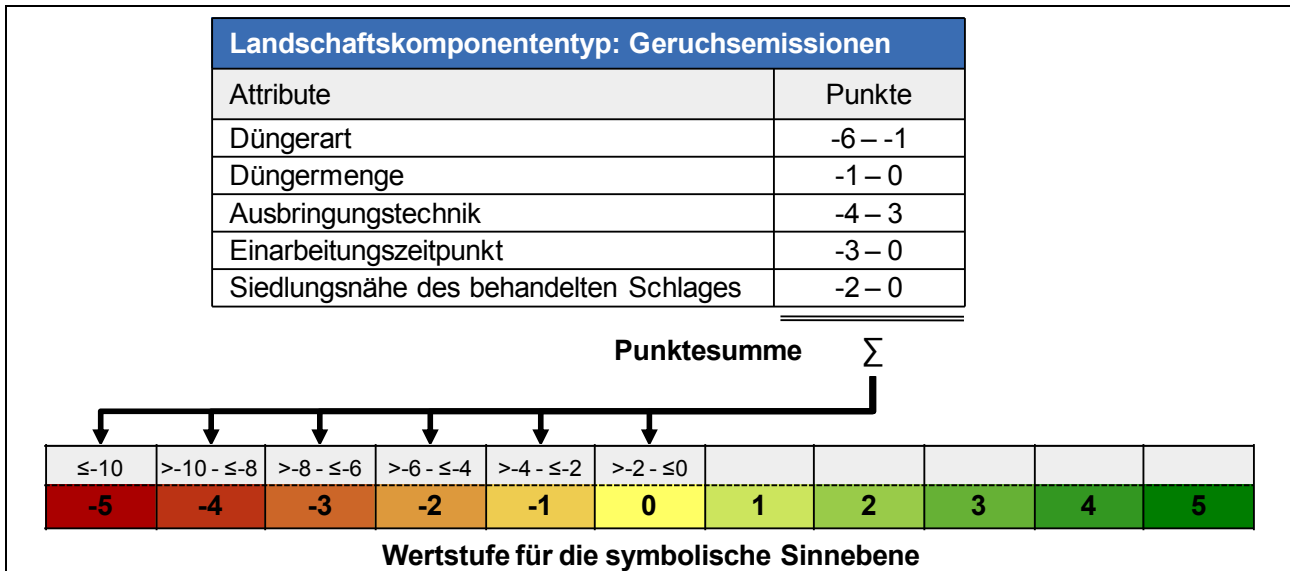 Landschaftskomponententyp: Geruchsemissionen
Attribute Punkte
Düngerart -6 – -1
Düngermenge -1 – 0
Ausbringungstechnik -4 – 3
Einarbeitungszeitpunkt -3 – 0
Siedlungsnähe des behandelten Schlages -2 – 0
Punktesumme ∑
≤-10 >-10 - ≤-8 >-8 - ≤-6 >-6 - ≤-4 >-4 - ≤-2 >-2 - ≤0
-5 -4 -3 -2 -1 0 1 2 3 4 5
Wertstufe für die symbolische Sinnebene